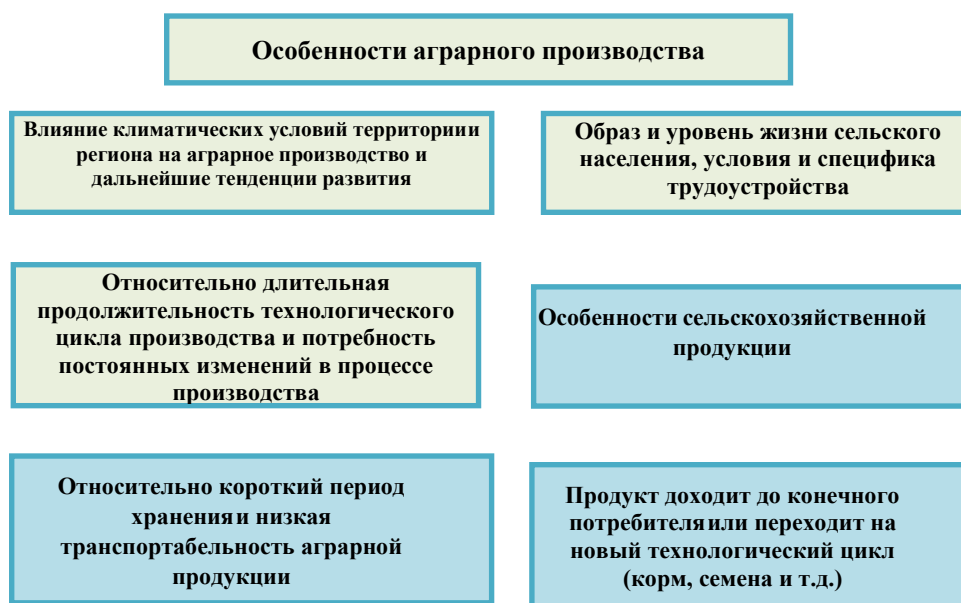 Особенности аграрного производства
Влияние климатических условий территории и
региона на аграрное производство и
дальнейшие тенденции развития
Образ и уровень жизни сельского
населения, условия и специфика
трудоустройства
Относительно длительная
продолжительность технологического
цикла производства и потребность
постоянных изменений в процессе
производства
Особенности сельскохозяйственной
продукции
Относительно короткий период
хранения и низкая
транспортабельность аграрной
продукции
Продукт доходит до конечного
потребителя или переходит на
новый технологический цикл
(корм, семена и т.д.)